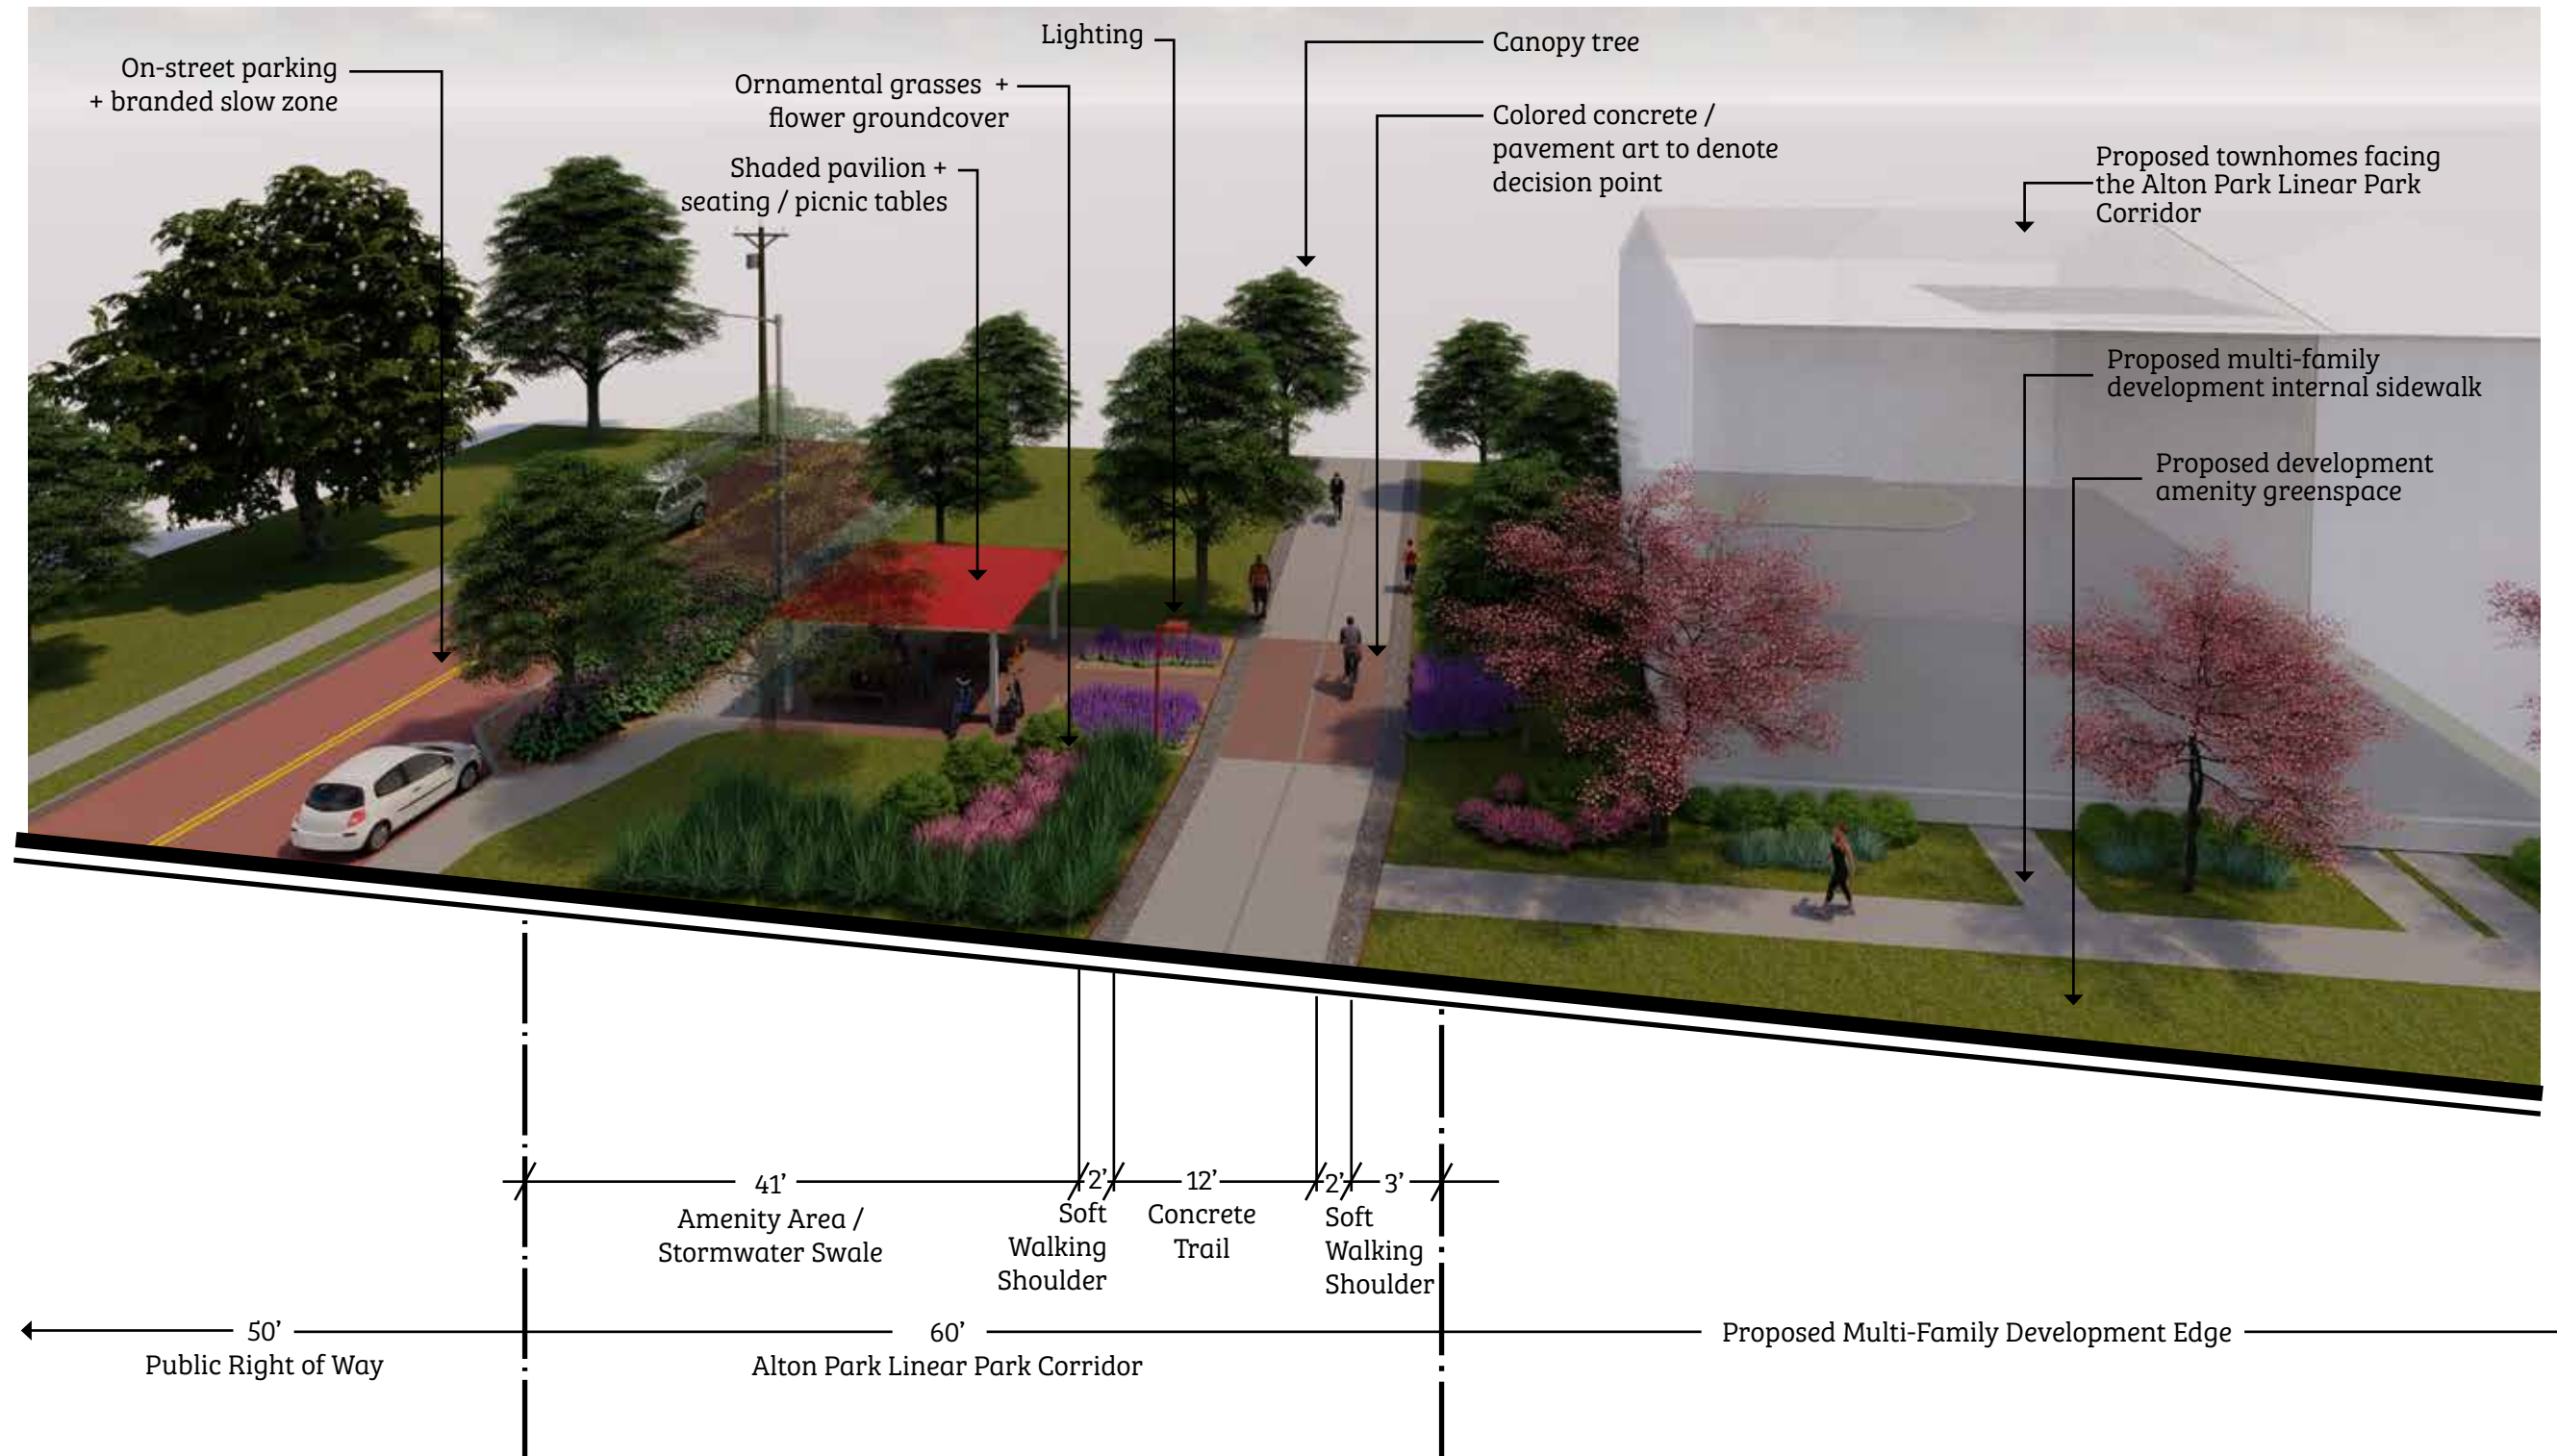 On-street parking
+ branded slow zone
Lighting
Ornamental grasses +
flower groundcover
Shaded pavilion +
seating / picnic tables
Canopy tree
Colored concrete /
pavement art to denote
decision point
Proposed townhomes facing
the Alton Park Linear Park
Corridor
Proposed multi-family
development internal sidewalk
Proposed development
amenity greenspace
41’
Amenity Area /
Stormwater Swale
2’
Soft
Walking
Shoulder
12’
Concrete
Trail
2’
Soft
Walking
Shoulder
3’
50’
Public Right of Way
60’
Alton Park Linear Park Corridor
Proposed Multi-Family Development Edge